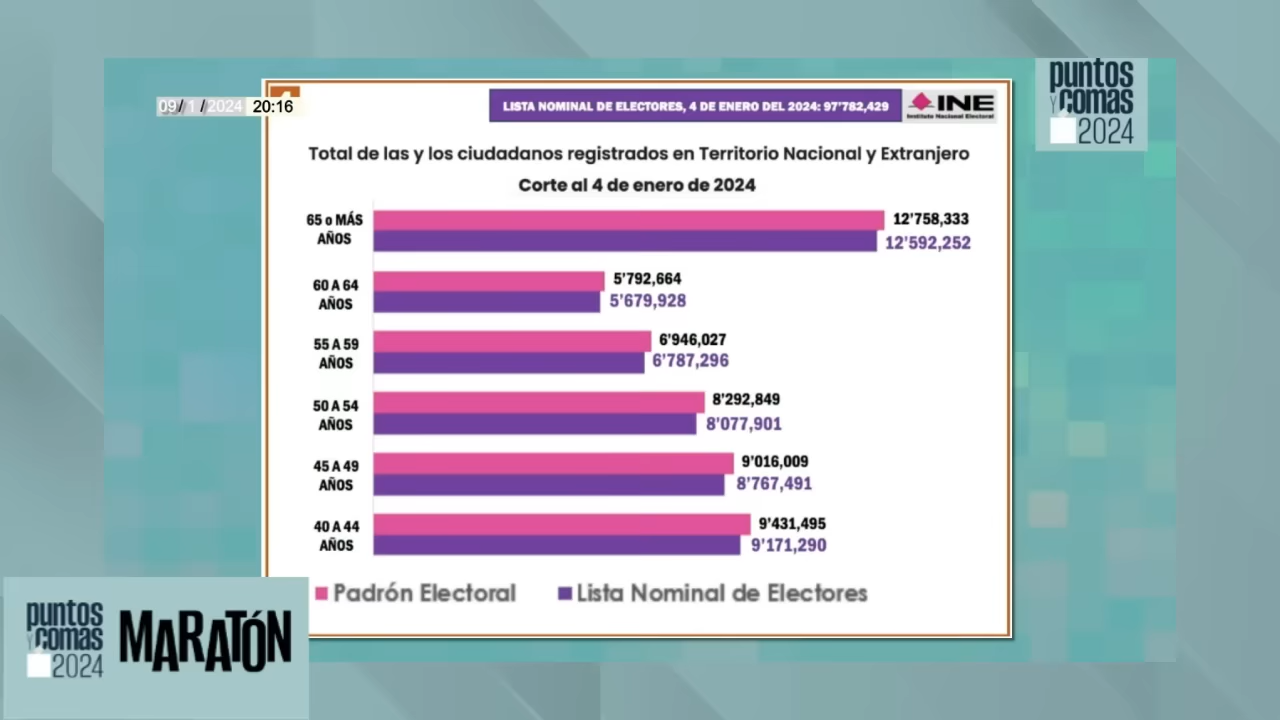 09/1/2024 20:16
LISTA NOMINAL DE ELECTORES, 4 DE ENERO DEL 2024: 97'782,429
INE
Instituto Nacional Electoral
puntos
y comas
2024
Total de las y los ciudadanos registrados en Territorio Nacional y Extranjero
Corte al 4 de enero de 2024
65 o MÁS
AÑOS
12'758,333
12'592,252
60 A 64
AÑOS
5'792,664
5'679,928
55 A 59
AÑOS
6'946,027
6'787,296
50 A 54
AÑOS
8'292,849
8'077,901
45 A 49
AÑOS
9'016,009
8'767,491
40 A 44
AÑOS
9'431,495
9'171,290
Padrón Electoral
Lista Nominal de Electores
puntos
y comas
2024
MARATÓN